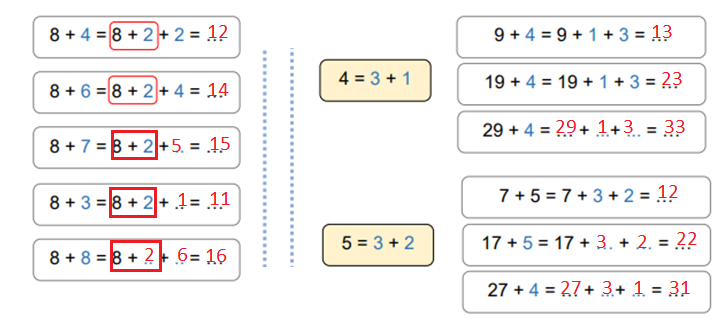 8 + 4 = 8 + 2 + 2 = 12
8 + 6 = 8 + 2 + 4 = 14
8 + 7 = 8 + 2 + 5 = 15
8 + 3 = 8 + 2 + 1 = 11
8 + 8 = 8 + 2 + 6 = 16
4 = 3 + 1
9 + 4 = 9 + 1 + 3 = 13
19 + 4 = 19 + 1 + 3 = 23
29 + 4 = 29 + 1 + 3 = 33
5 = 3 + 2
7 + 5 = 7 + 3 + 2 = 12
17 + 5 = 17 + 3 + 2 = 22
27 + 4 = 27 + 3 + 1 = 31